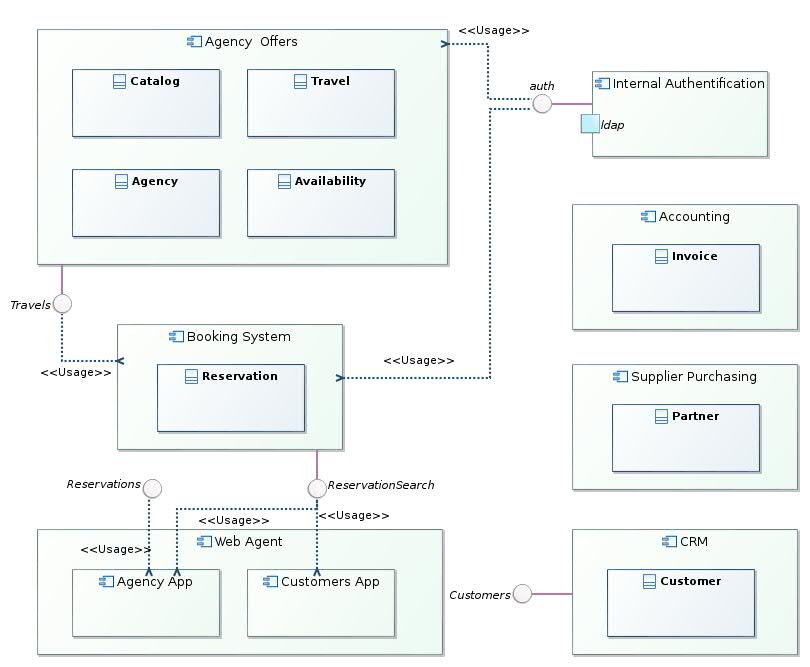 <<Usage>>
Agency  Offers
Catalog
Travel
auth
Internal Authentification
ldap
Agency
Availability
Accounting
Invoice
Travels
Booking System
<<Usage>>
<<Usage>>
Reservation
Supplier Purchasing
Partner
Reservations
ReservationSearch
<<Usage>>
<<Usage>>
<<Usage>>
Web Agent
CRM
Agency App
Customers App
Customers
Customer